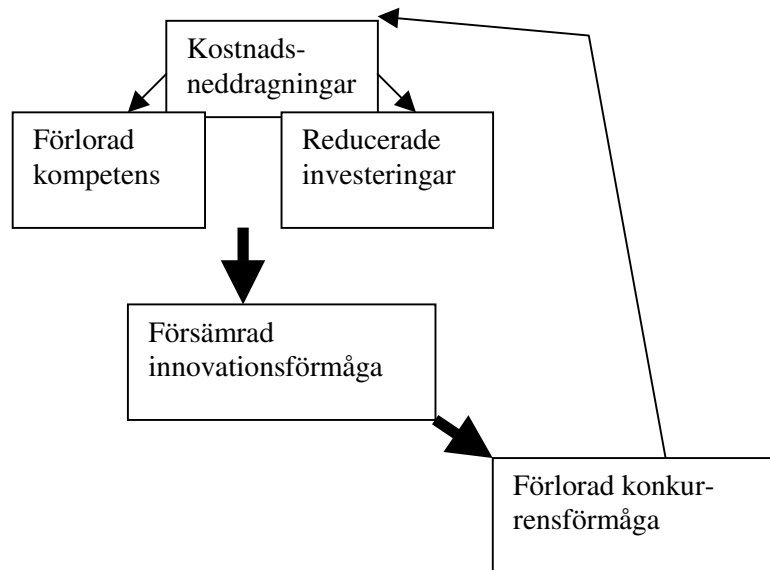 Kostnads-
neddragningar
Förlorad
kompetens
Reducerade
investeringar
Försämrad
innovationsförmåga
Förlorad konkur-
rensförmåga